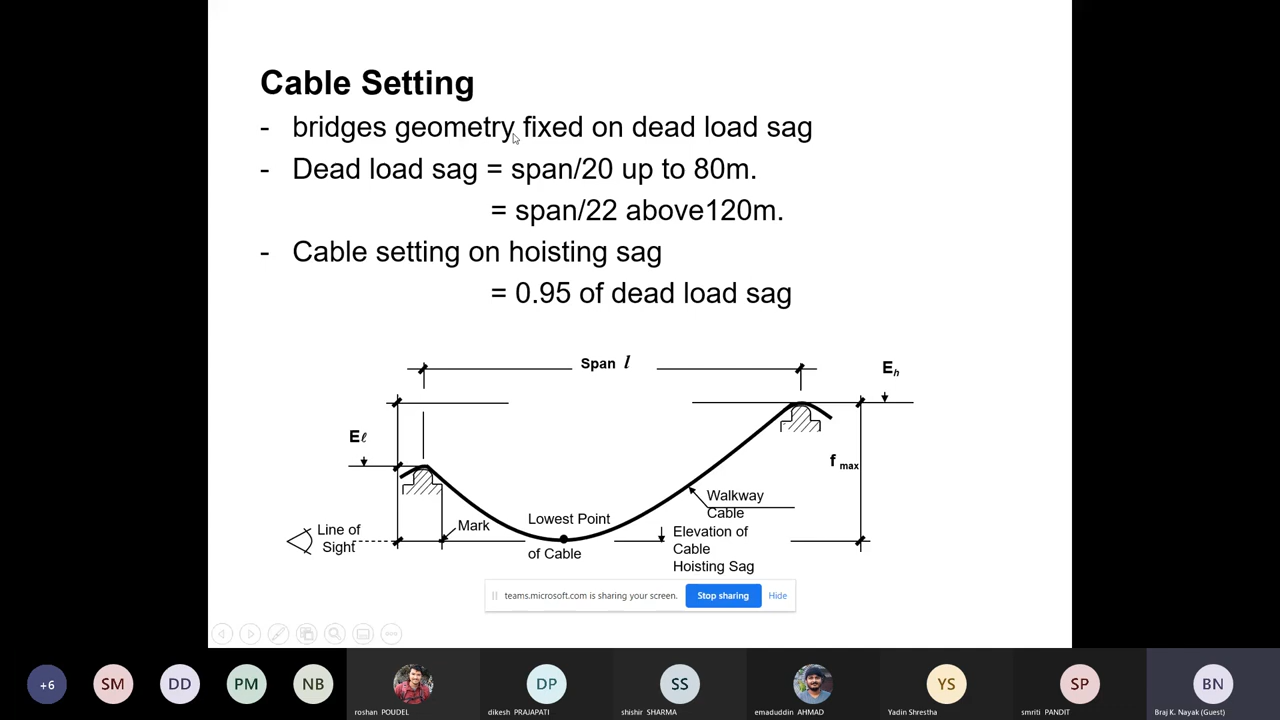 Cable Setting
- bridges geometry fixed on dead load sag
- Dead load sag = span/20 up to 80m.
= span/22 above120m.
- Cable setting on hoisting sag
= 0.95 of dead load sag
Span l
Eh
Eℓ
f max
Walkway
Cable
Lowest Point
of Cable
Mark
Line of
Sight
Elevation of
Cable
Hoisting Sag
teams.microsoft.com is sharing your screen.
Stop sharing
Hide
+6
SM
DD
PM
NB
roshan POUDEL
DP
dikesh PRAJAPATI
SS
shishir SHARMA
emaduddin AHMAD
YS
Yadin Shrestha
SP
smriti PANDIT
BN
Braj K. Nayak (Guest)